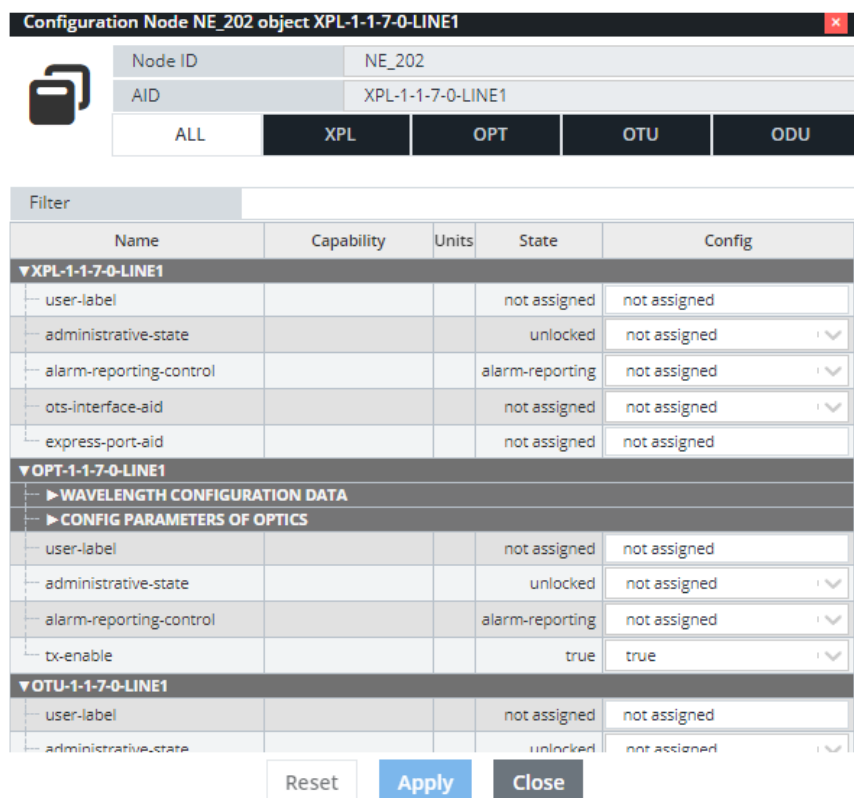 Configuration Node NE_202 object XPL-1-1-7-0-LINE1
Node ID NE_202
AID XPL-1-1-7-0-LINE1
ALL XPL OPT OTU ODU
Filter
Name Capability Units State Config
▼XPL-1-1-7-0-LINE1
user-label not assigned not assigned
administrative-state unlocked not assigned
alarm-reporting-control alarm-reporting not assigned
ots-interface-aid not assigned not assigned
express-port-aid not assigned not assigned
▼OPT-1-1-7-0-LINE1
▶WAVELENGTH CONFIGURATION DATA
▶CONFIG PARAMETERS OF OPTICS
user-label not assigned not assigned
administrative-state unlocked not assigned
alarm-reporting-control alarm-reporting not assigned
tx-enable true true
▼OTU-1-1-7-0-LINE1
user-label not assigned not assigned
administrative-state unlocked not assigned
Reset Apply Close